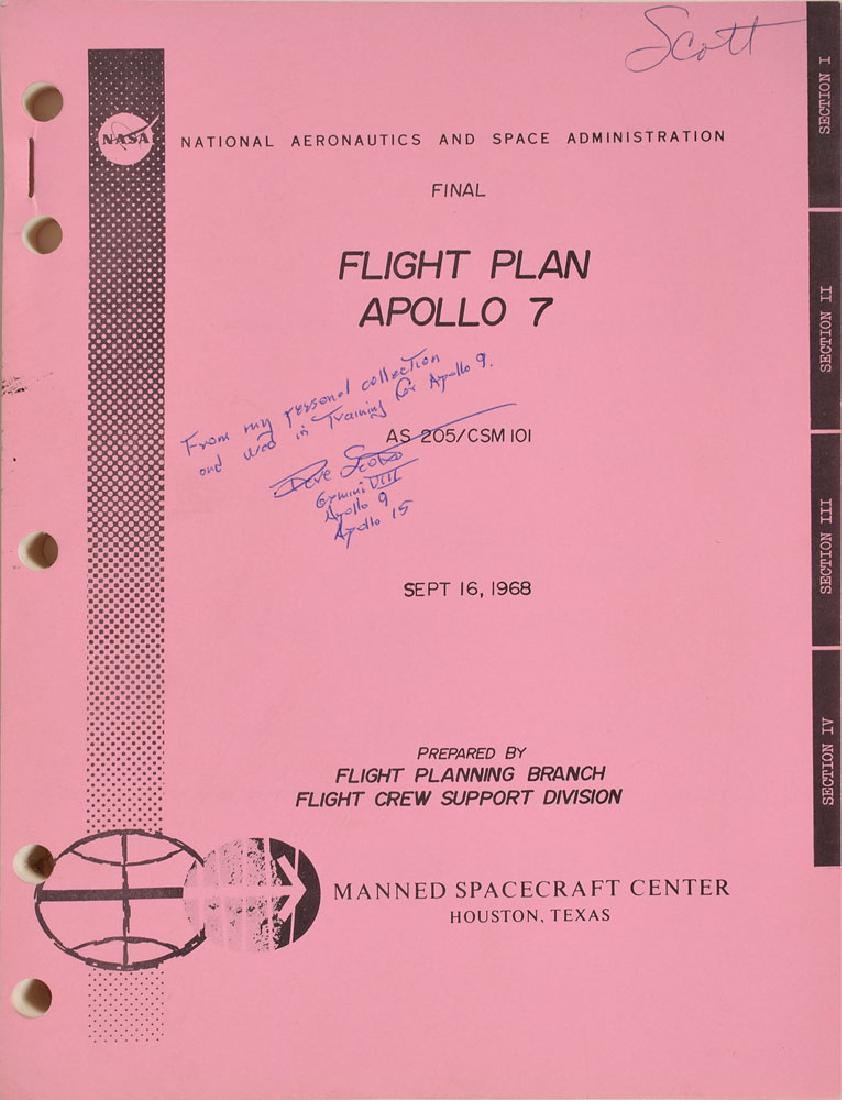 Scott
NASA
NATIONAL AERONAUTICS AND SPACE ADMINISTRATION
FINAL
FLIGHT PLAN
APOLLO 7
From my personal collection
and used in Training for Apollo 9.
AS 205/CSM 101
Dave Scott
Gemini VIII
Apollo 9
Apollo 15
SEPT 16, 1968
PREPARED BY
FLIGHT PLANNING BRANCH
FLIGHT CREW SUPPORT DIVISION
MANNED SPACECRAFT CENTER
HOUSTON, TEXAS
SECTION I
SECTION II
SECTION III
SECTION IV